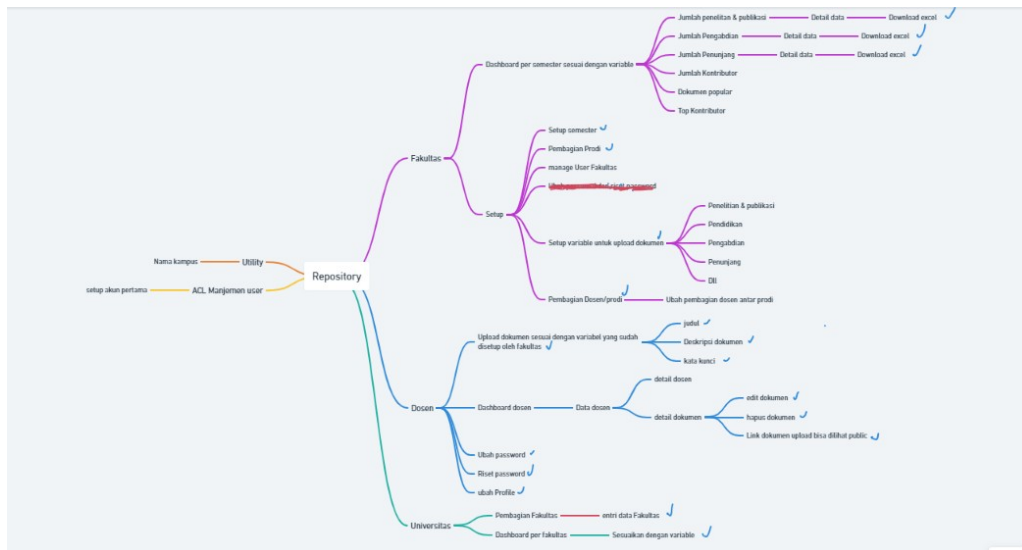 Jumlah penelitan & publikasi
Detail data
Download excel
Jumlah Pengabdian
Detail data
Download excel
Jumlah Penunjang
Detail data
Download excel
Dashboard per semester sesuai dengan variable
Jumlah Kontributor
Dokumen popular
Top Kontributor
Fakultas
Setup
Setup semester
Pembagian Prodi
manage User Fakultas
password
Setup variable untuk upload dokumen
Penelitian & publikasi
Pendidikan
Pengabdian
Penunjang
Dll
Pembagian Dosen/prodi
Ubah pembagian dosen antar prodi
Nama kampus
Utility
Repository
setup akun pertama
ACL Manjemen user
Dosen
Upload dokumen sesuai dengan variabel yang sudah
disetup oleh fakultas
judul
Deskripsi dokumen
kata kunci
Dashboard dosen
Data dosen
detail dosen
detail dokumen
edit dokumen
hapus dokumen
Link dokumen upload bisa dilihat public
Ubah password
Riset password
ubah Profile
Universitas
Pembagian Fakultas
entri data Fakultas
Dashboard per fakultas
Sesuaikan dengan variable